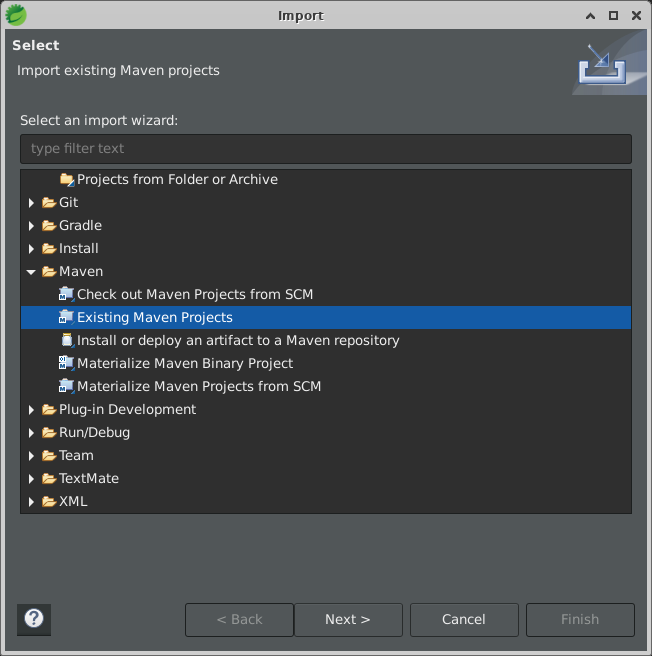 Import
Select
Import existing Maven projects
Select an import wizard:
type filter text
Projects from Folder or Archive
Git
Gradle
Install
Maven
Check out Maven Projects from SCM
Existing Maven Projects
Install or deploy an artifact to a Maven repository
Materialize Maven Binary Project
Materialize Maven Projects from SCM
Plug-in Development
Run/Debug
Team
TextMate
XML
? < Back Next > Cancel Finish